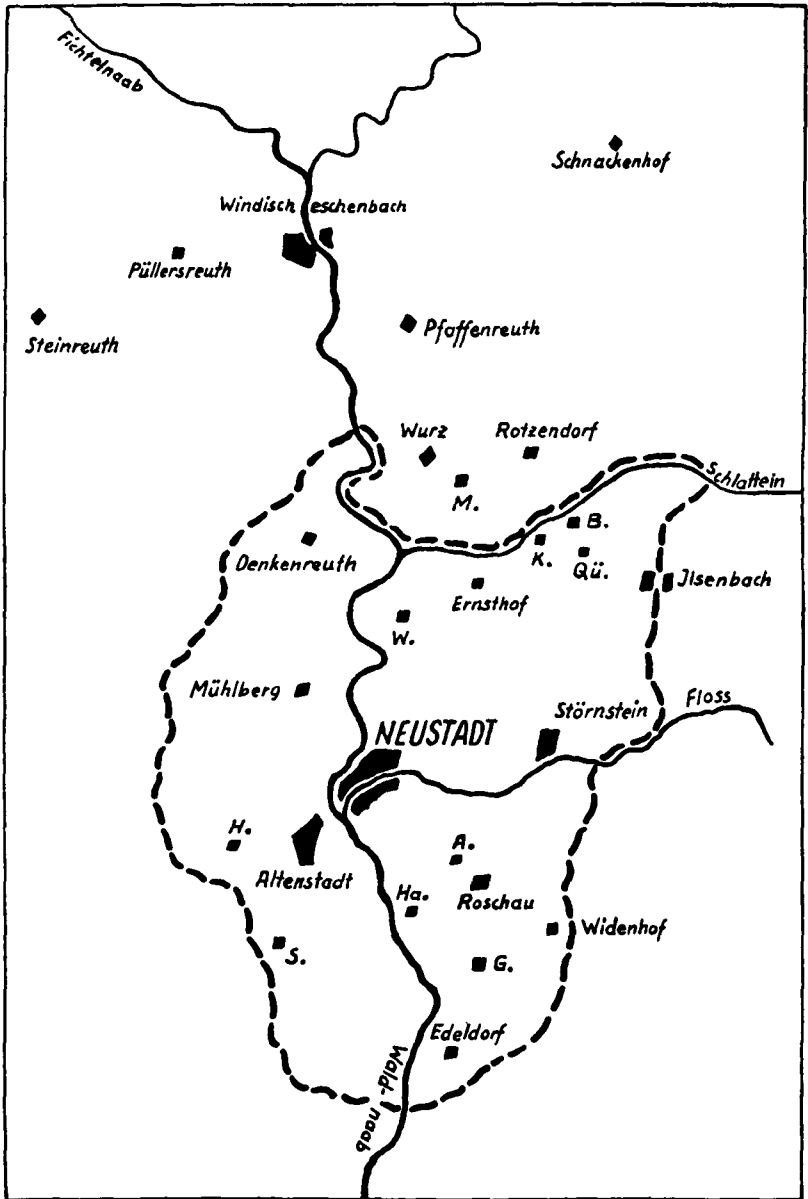 Fichtelnaab
Schnackenhof
Windisch eschenbach
Püllersreuth
Steinreuth
Pfaffenreuth
Wurz
Rotzendorf
Schlattein
M.
B.
K.
Qü.
Denkenreuth
Ernsthof
Jlsenbach
W.
Mühlberg
Störnstein
Floss
NEUSTADT
H.
A.
Altenstadt
Ha.
Roschau
Widenhof
S.
G.
Edeldorf
Wald-
naab